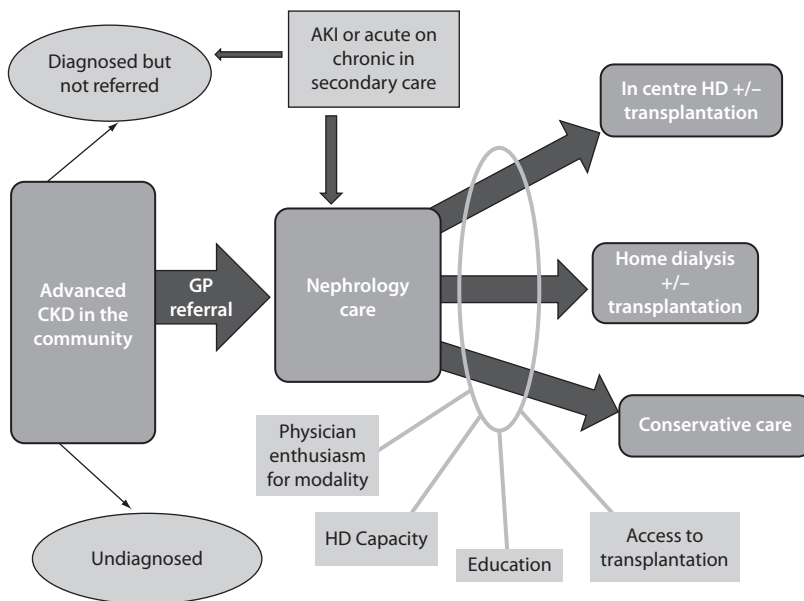 Diagnosed but
not referred
AKI or acute on
chronic in
secondary care
In centre HD +/–
transplantation
Advanced
CKD in the
community
GP
referral
Nephrology
care
Home dialysis
+/–
transplantation
Conservative care
Physician
enthusiasm
for modality
HD Capacity
Education
Access to
transplantation
Undiagnosed